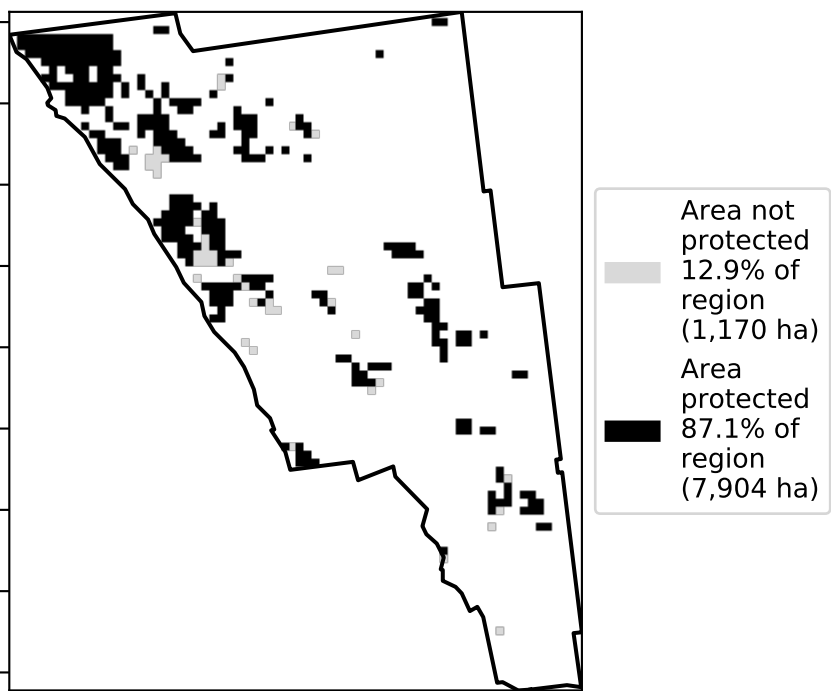 Area not
protected
12.9% of
region
(1,170 ha)
Area
protected
87.1% of
region
(7,904 ha)